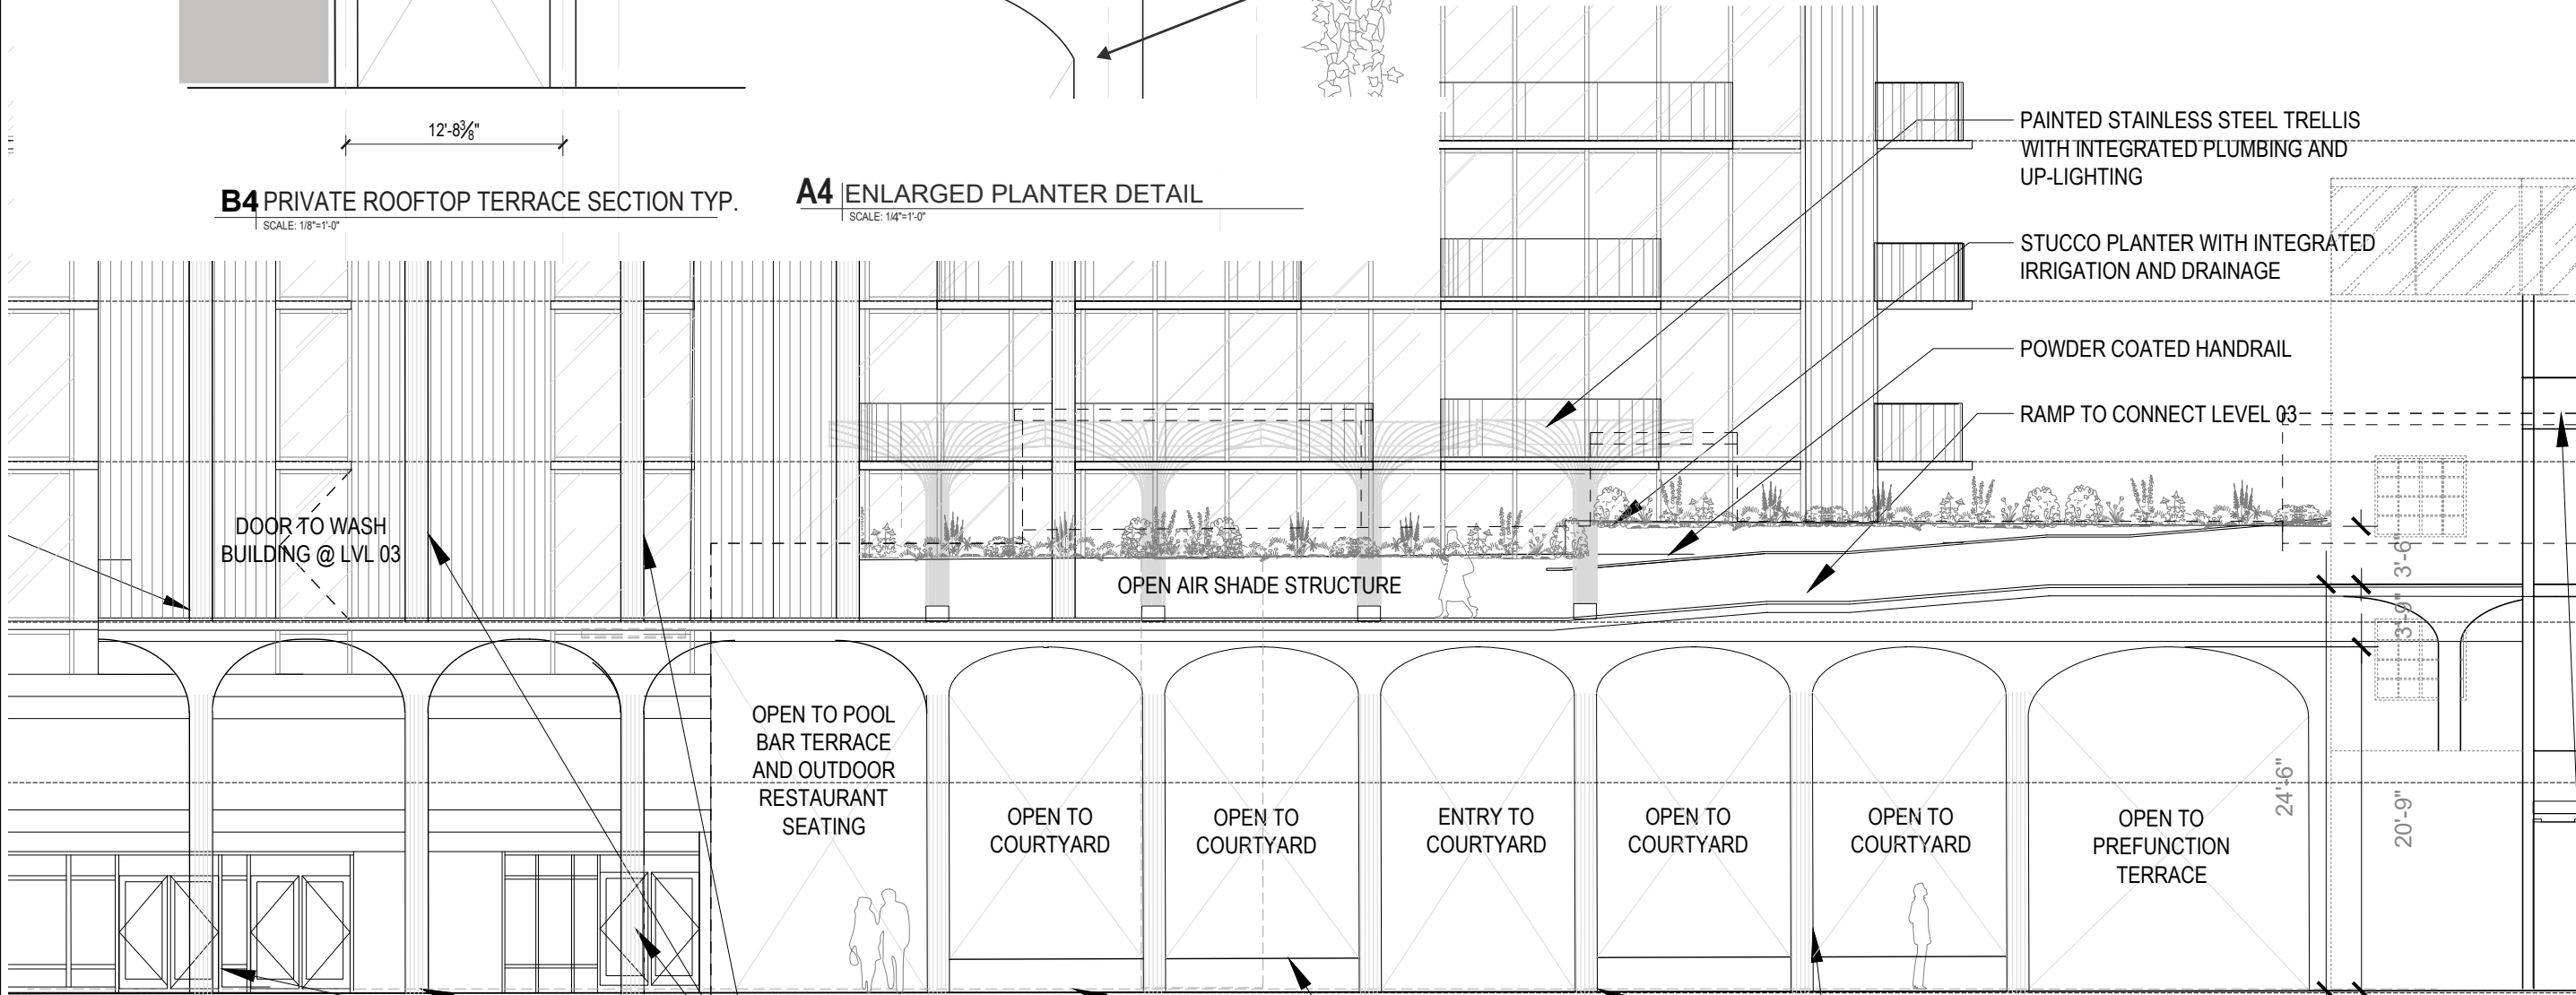 12'-8⅜"
B4 PRIVATE ROOFTOP TERRACE SECTION TYP.
SCALE: 1/8"=1'-0"
A4 ENLARGED PLANTER DETAIL
SCALE: 1/4"=1'-0"
PAINTED STAINLESS STEEL TRELLIS
WITH INTEGRATED PLUMBING AND
UP-LIGHTING
STUCCO PLANTER WITH INTEGRATED
IRRIGATION AND DRAINAGE
POWDER COATED HANDRAIL
RAMP TO CONNECT LEVEL 03
DOOR TO WASH
BUILDING @ LVL 03
OPEN AIR SHADE STRUCTURE
3'-6"
3'-9"
OPEN TO POOL
BAR TERRACE
AND OUTDOOR
RESTAURANT
SEATING
OPEN TO
COURTYARD
OPEN TO
COURTYARD
ENTRY TO
COURTYARD
OPEN TO
COURTYARD
OPEN TO
COURTYARD
OPEN TO
PREFUNCTION
TERRACE
24'-6"
20'-9"